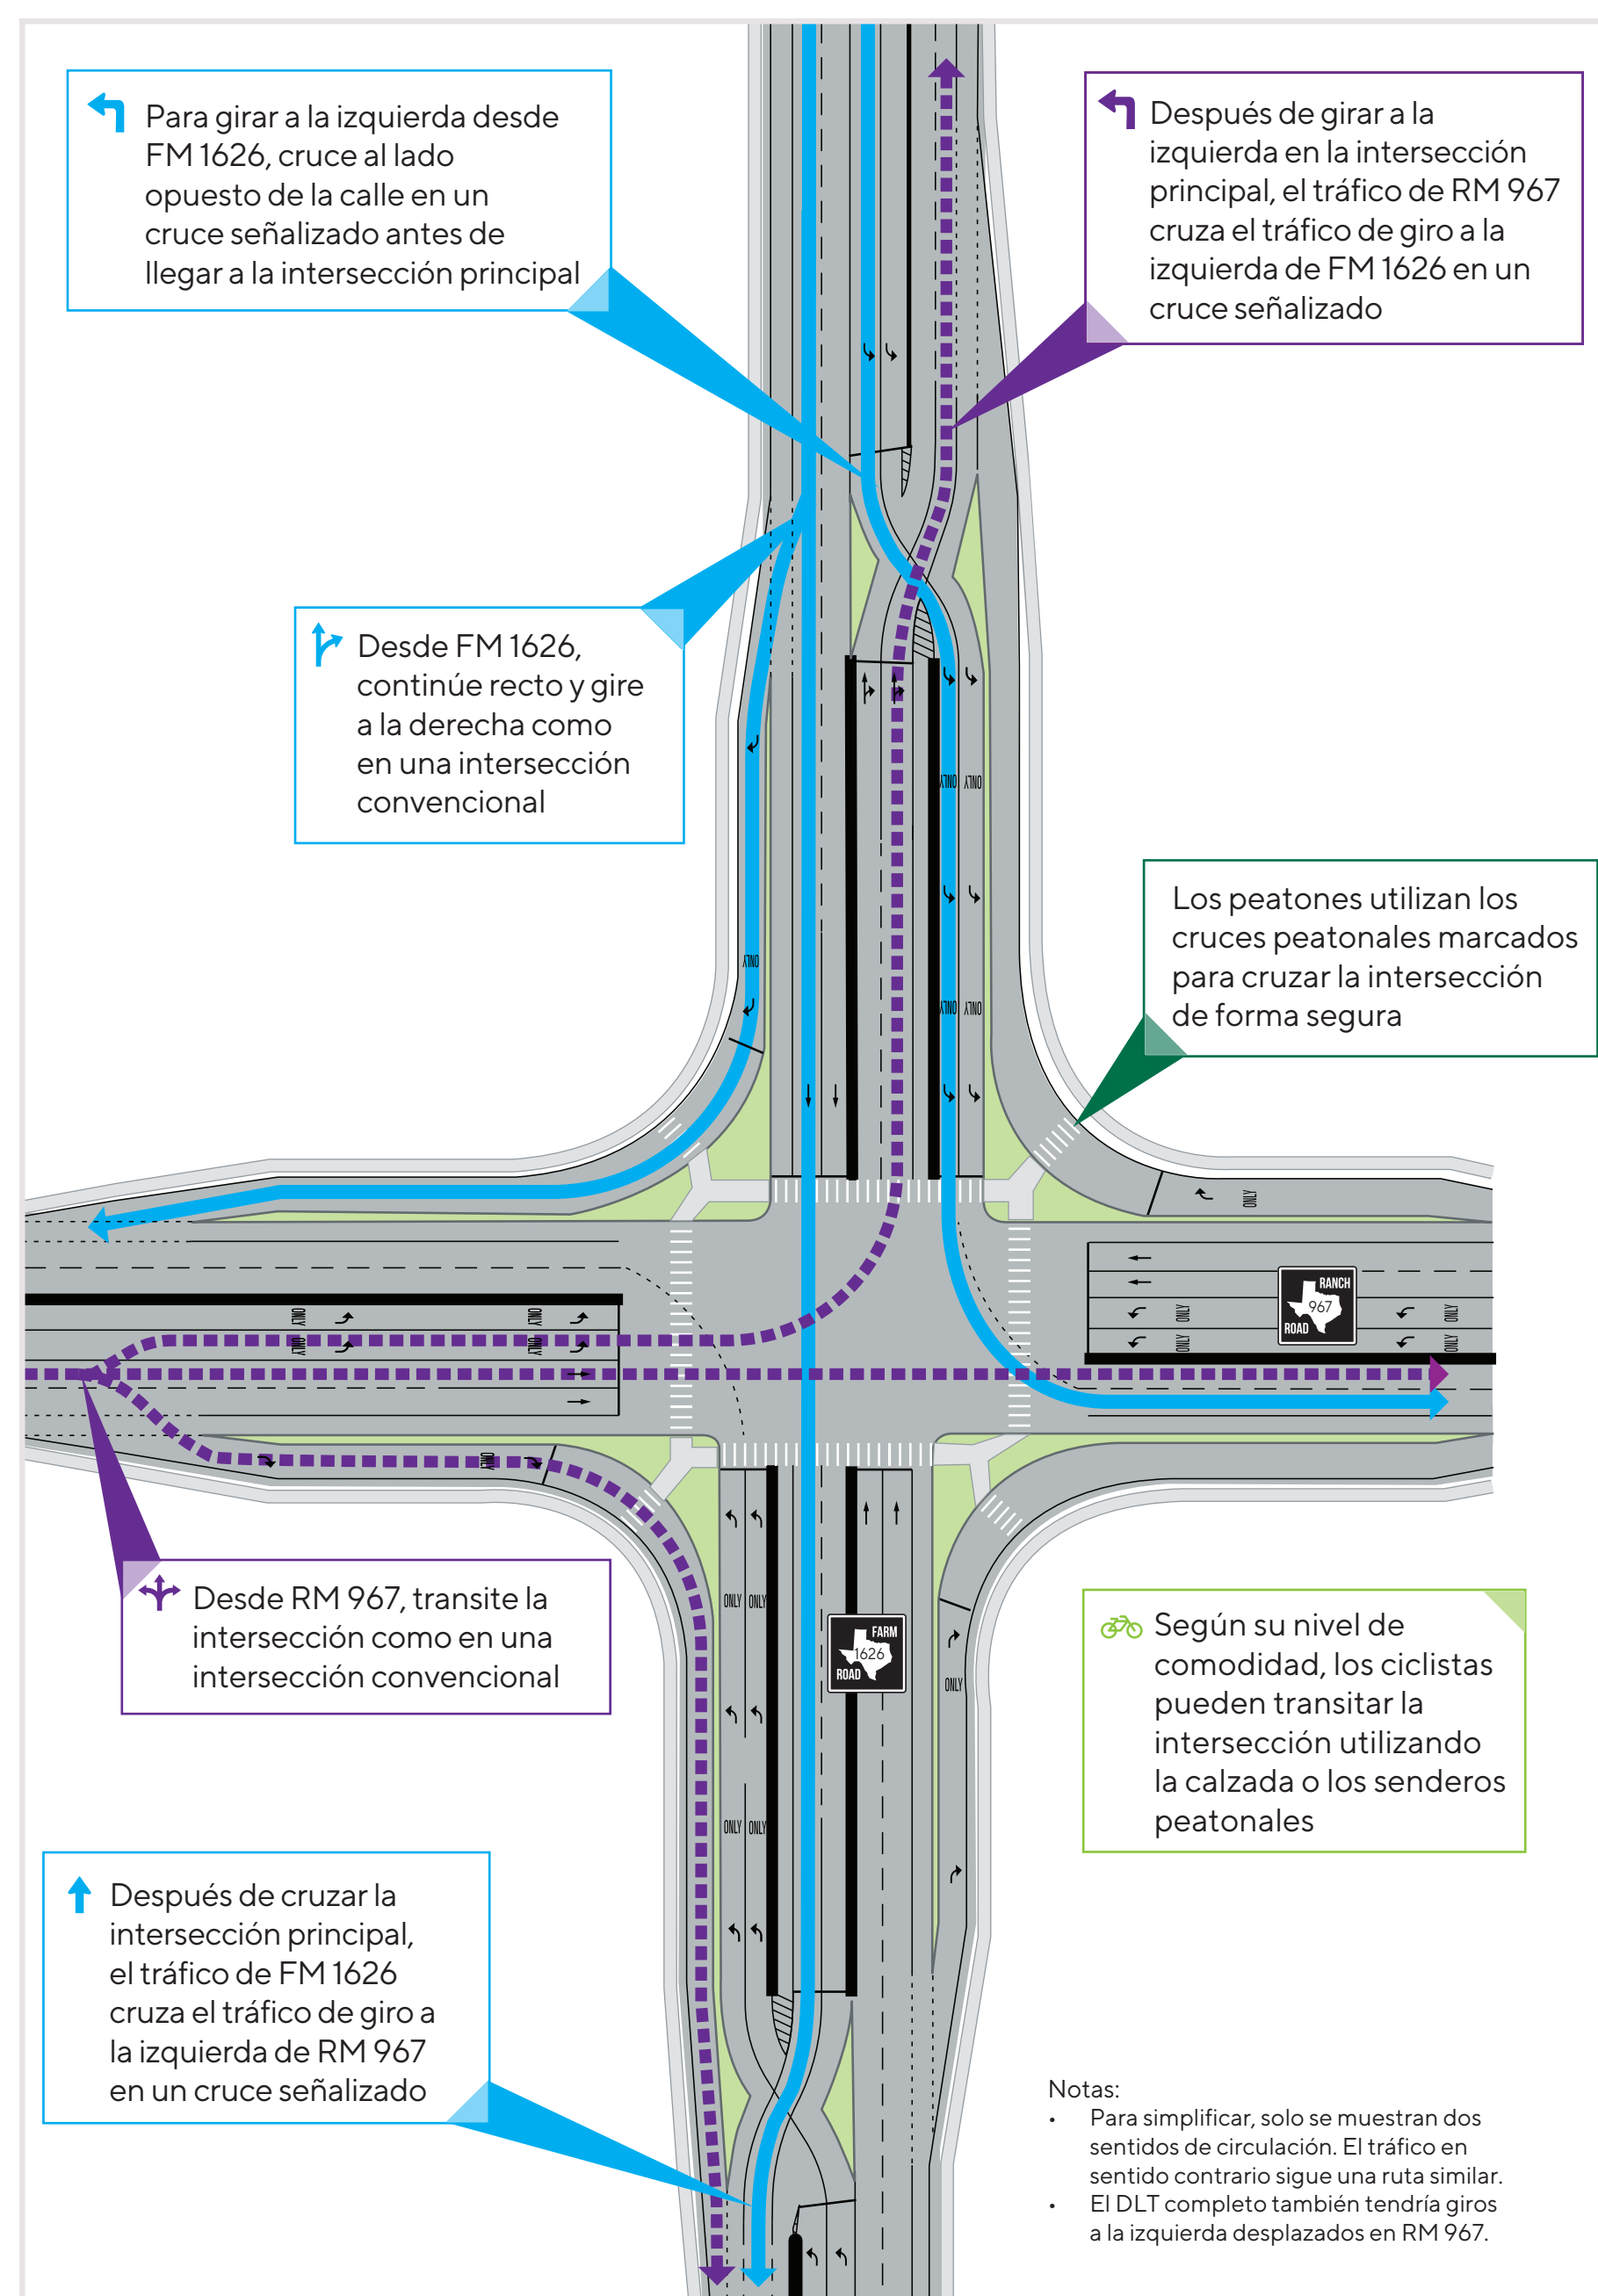 Para girar a la izquierda desde
FM 1626, cruce al lado
opuesto de la calle en un
cruce señalizado antes de
llegar a la intersección principal
Después de girar a la
izquierda en la intersección
principal, el tráfico de RM 967
cruza el tráfico de giro a la
izquierda de FM 1626 en un
cruce señalizado
Desde FM 1626,
continúe recto y gire
a la derecha como
en una intersección
convencional
ONLY ONLY
Los peatones utilizan los
cruces peatonales marcados
para cruzar la intersección
de forma segura
ONLY
ONLY ONLY
ONLY
RANCH
967
ROAD
ONLY ONLY
ONLY ONLY
ONLY ONLY
ONLY ONLY
ONLY
Desde RM 967, transite la
intersección como en una
intersección convencional
ONLY ONLY
FARM
1626
ROAD
ONLY
Según su nivel de
comodidad, los ciclistas
pueden transitar la
intersección utilizando
la calzada o los senderos
peatonales
ONLY ONLY
Después de cruzar la
intersección principal,
el tráfico de FM 1626
cruza el tráfico de giro a
la izquierda de RM 967
en un cruce señalizado
Notas:
• Para simplificar, solo se muestran dos
sentidos de circulación. El tráfico en
sentido contrario sigue una ruta similar.
• El DLT completo también tendría giros
a la izquierda desplazados en RM 967.